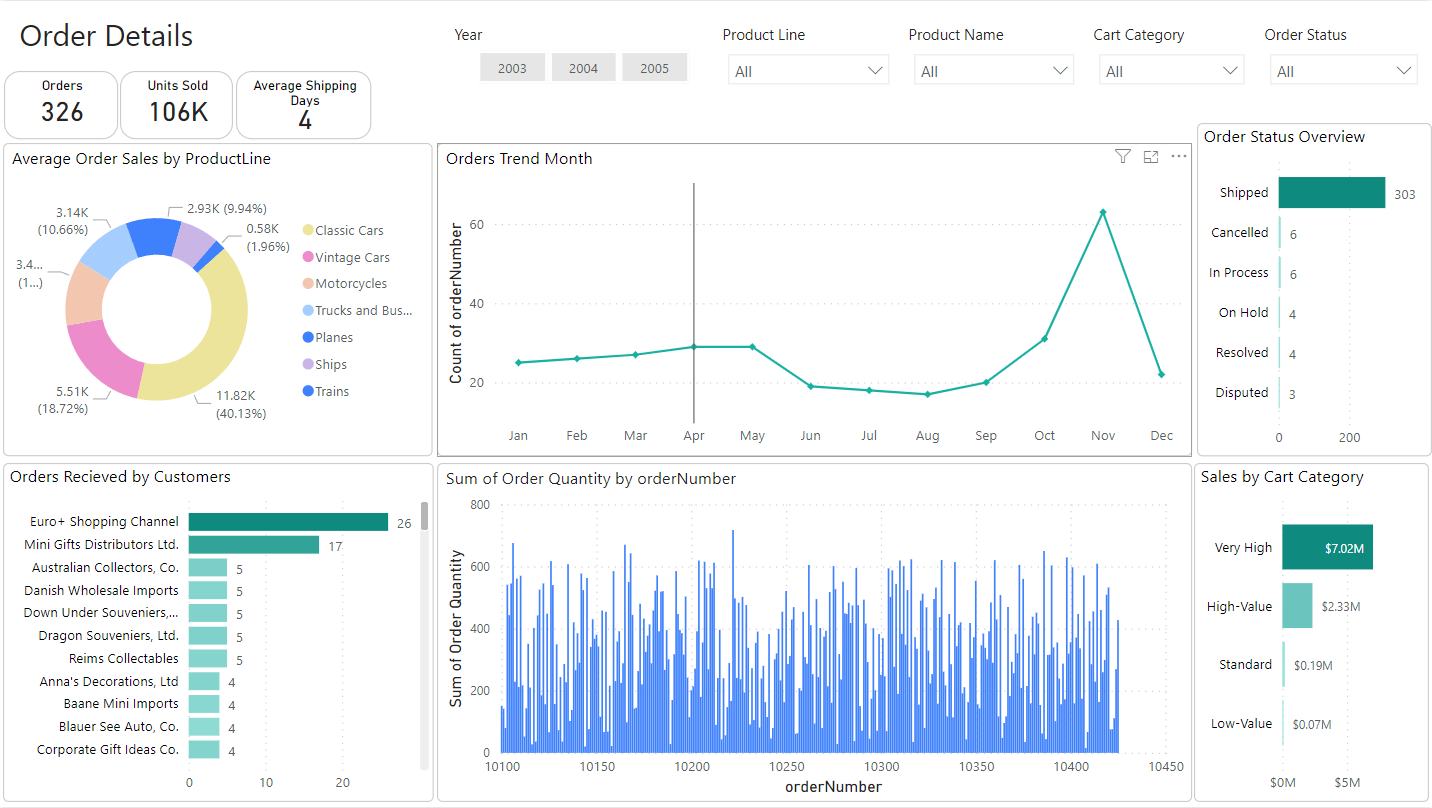 Order Details
Year
2003
2004
2005
Product Line
All
Product Name
All
Cart Category
All
Order Status
All
Orders
326
Units Sold
106K
Average Shipping
Days
4
Average Order Sales by ProductLine
2.93K (9.94%)
0.58K
(1.96%)
3.14K
(10.66%)
3.4...
(1...)
5.51K
(18.72%)
11.82K
(40.13%)
Classic Cars
Vintage Cars
Motorcycles
Trucks and Bus...
Planes
Ships
Trains
Orders Trend Month
Count of orderNumber
60
40
20
Jan
Feb
Mar
Apr
May
Jun
Jul
Aug
Sep
Oct
Nov
Dec
Order Status Overview
Shipped
303
Cancelled
6
In Process
6
On Hold
4
Resolved
4
Disputed
3
0
200
Orders Recieved by Customers
Euro+ Shopping Channel
26
Mini Gifts Distributors Ltd.
17
Australian Collectors, Co.
5
Danish Wholesale Imports
5
Down Under Souveniers,...
5
Dragon Souveniers, Ltd.
5
Reims Collectables
5
Anna's Decorations, Ltd
4
Baane Mini Imports
4
Blauer See Auto, Co.
4
Corporate Gift Ideas Co.
4
0
10
20
Sum of Order Quantity by orderNumber
Sum of Order Quantity
800
600
400
200
0
10100
10150
10200
10250
10300
10350
10400
10450
orderNumber
Sales by Cart Category
Very High
$7.02M
High-Value
$2.33M
Standard
$0.19M
Low-Value
$0.07M
$0M
$5M